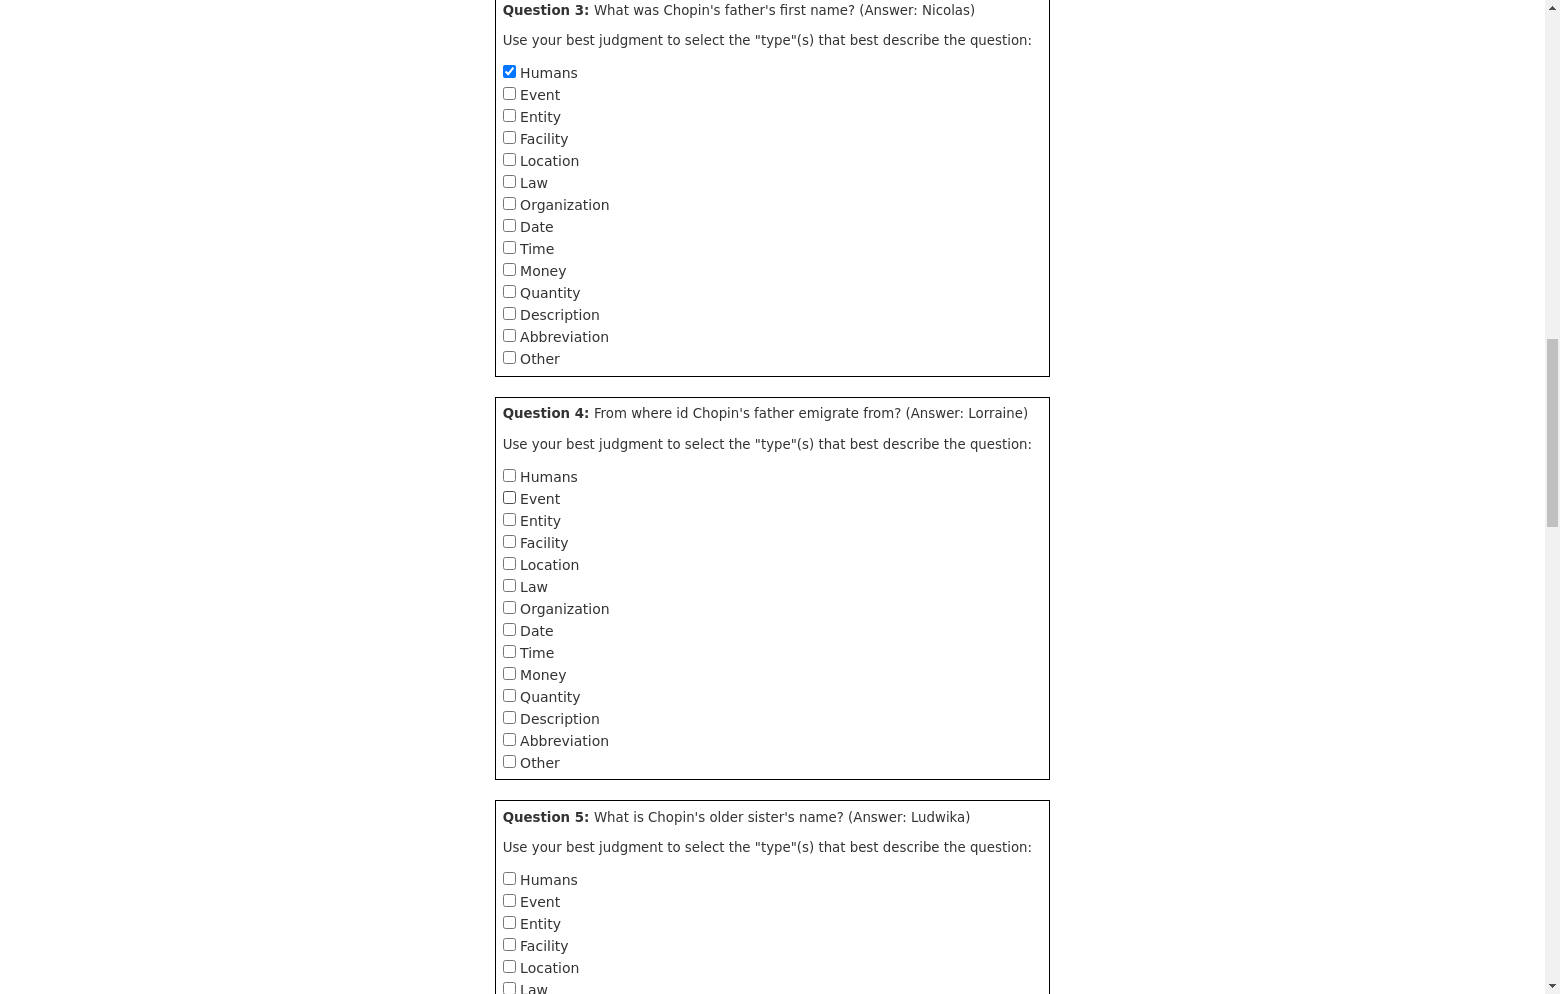 Question 3: What was Chopin's father's first name? (Answer: Nicolas)
Use your best judgment to select the "type"(s) that best describe the question:
Humans
Event
Entity
Facility
Location
Law
Organization
Date
Time
Money
Quantity
Description
Abbreviation
Other
Question 4: From where id Chopin's father emigrate from? (Answer: Lorraine)
Use your best judgment to select the "type"(s) that best describe the question:
Humans
Event
Entity
Facility
Location
Law
Organization
Date
Time
Money
Quantity
Description
Abbreviation
Other
Question 5: What is Chopin's older sister's name? (Answer: Ludwika)
Use your best judgment to select the "type"(s) that best describe the question:
Humans
Event
Entity
Facility
Location
Law